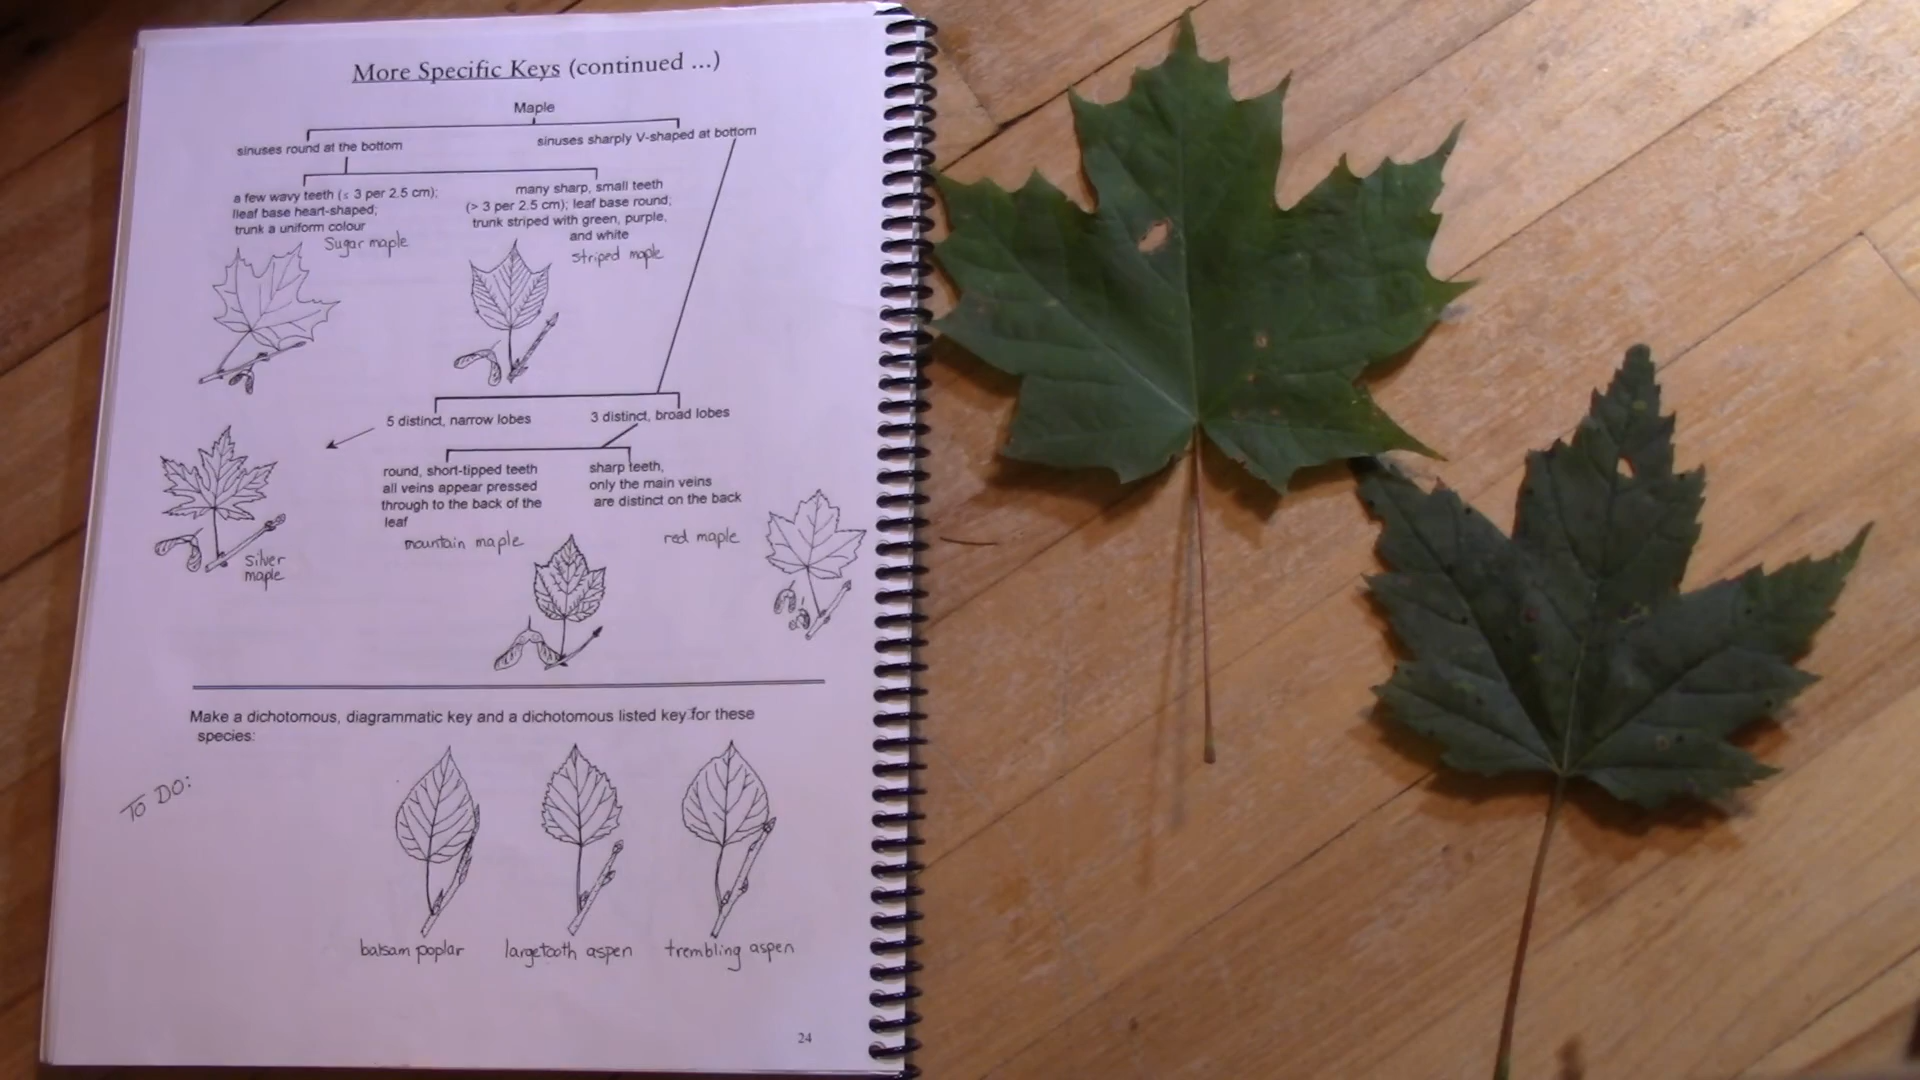 More Specific Keys (continued ...)
Maple
sinuses round at the bottom
sinuses sharply V-shaped at bottom
a few wavy teeth (≤ 3 per 2.5 cm);
lleaf base heart-shaped;
trunk a uniform colour
Sugar maple
many sharp, small teeth
(> 3 per 2.5 cm); leaf base round;
trunk striped with green, purple,
and white
striped maple
5 distinct, narrow lobes
3 distinct, broad lobes
silver
maple
round, short-tipped teeth
all veins appear pressed
through to the back of the
leaf
mountain maple
sharp teeth,
only the main veins
are distinct on the back
red maple
Make a dichotomous, diagrammatic key and a dichotomous listed key for these
species:
TO DO:
balsam poplar
largetooth aspen
trembling aspen
24